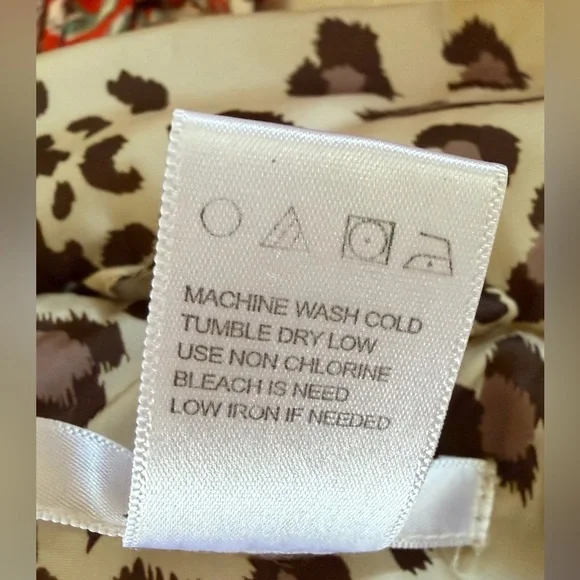 MACHINE WASH COLD
TUMBLE DRY LOW
USE NON CHLORINE
BLEACH IS NEED
LOW IRON IF NEEDED